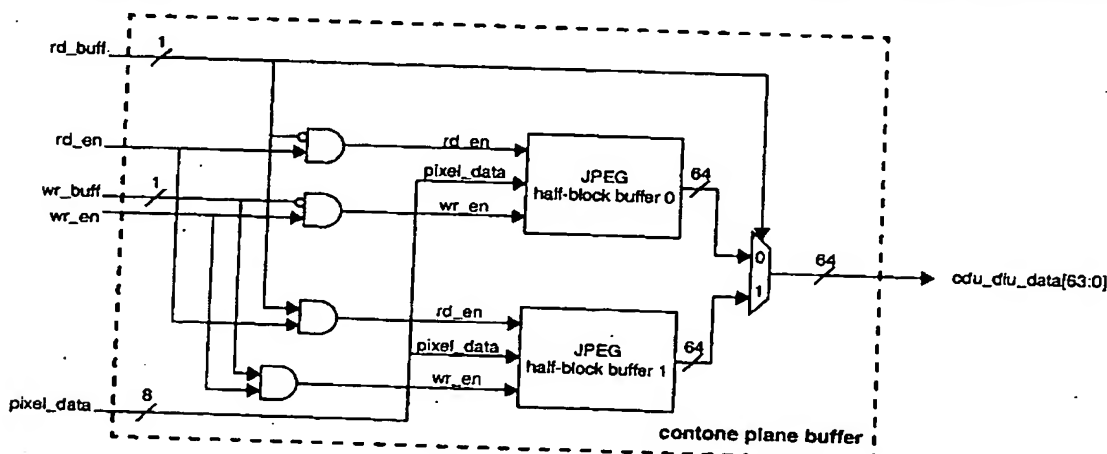 rd_buff
1
rd_en
rd_en
pixel_data
JPEG
half-block buffer 0
64
wr_buff
1
wr_en
wr_en
0
64
cdu_diu_data[63:0]
1
rd_en
pixel_data
JPEG
half-block buffer 1
64
wr_en
pixel_data
8
contone plane buffer